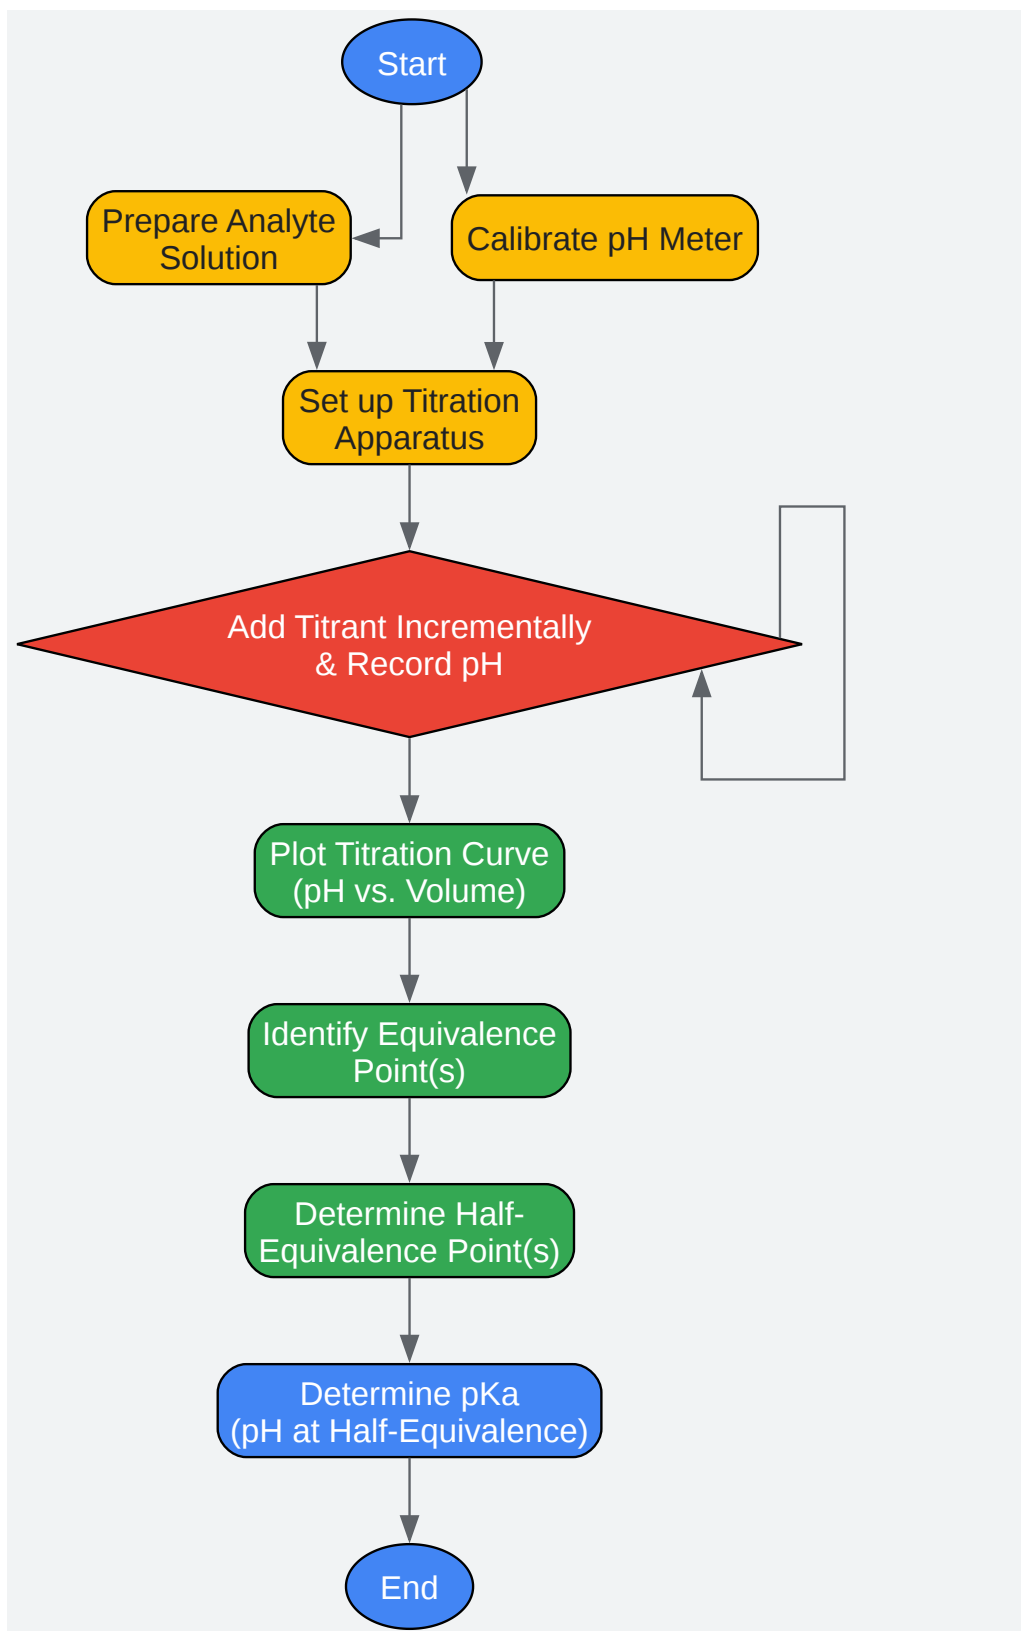 Start
Prepare Analyte
Solution
Calibrate pH Meter
Set up Titration
Apparatus
Add Titrant Incrementally
& Record pH
Plot Titration Curve
(pH vs. Volume)
Identify Equivalence
Point(s)
Determine Half-
Equivalence Point(s)
Determine pKa
(pH at Half-Equivalence)
End